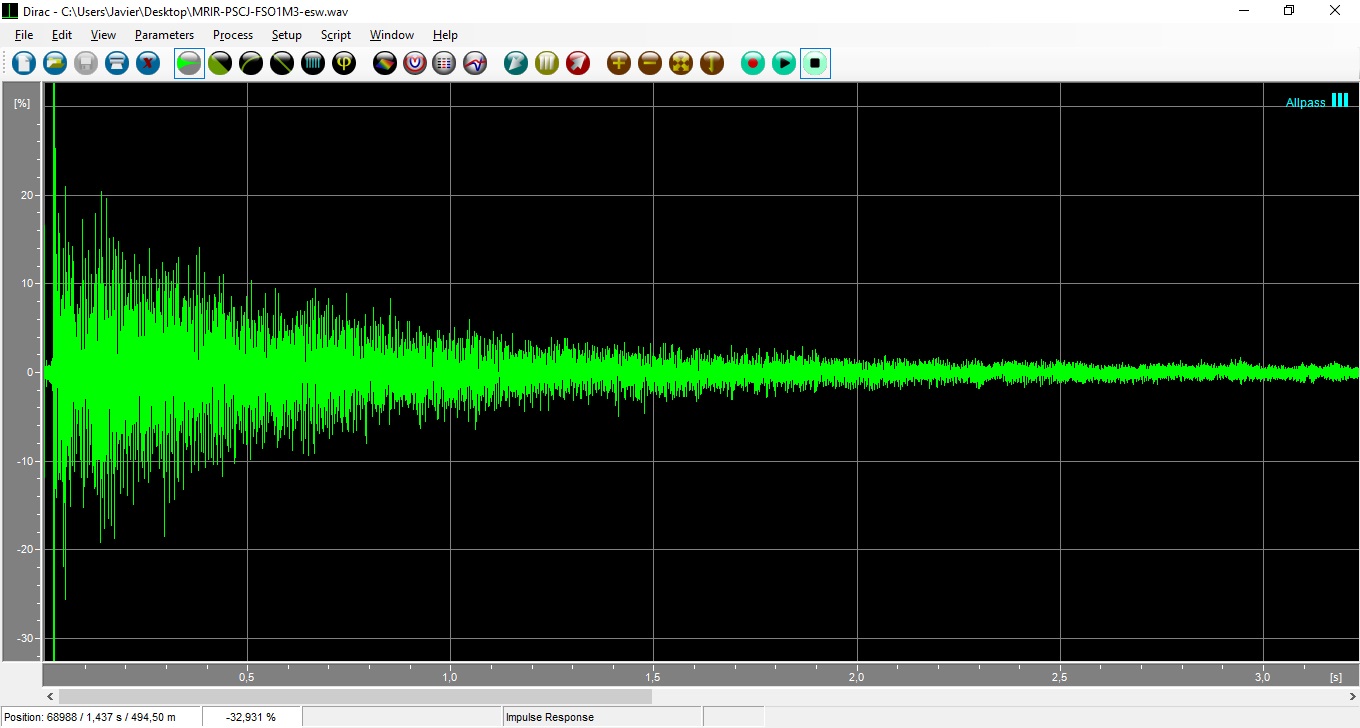 Dirac - C:\Users\Javier\Desktop\MRIR-PSCJ-FSO1M3-esw.wav
File Edit View Parameters Process Setup Script Window Help
[%]
Allpass
20
10
0
-10
-20
-30
0,5 1,0 1,5 2,0 2,5 3,0 [s]
Position: 68988 / 1,437 s / 494,50 m -32,931 % Impulse Response